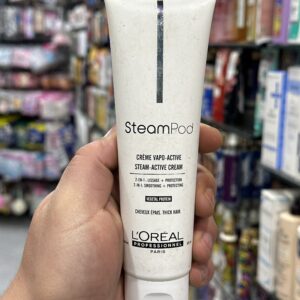 SteamPod
CRÈME VAPO-ACTIVE
STEAM-ACTIVE CREAM
2-IN-1: LISSAGE + PROTECTION
2-IN-1: SMOOTHING + PROTECTING
VEGETAL PROTEIN
CHEVEUX ÉPAIS. THICK HAIR.
L'ORÉAL
PROFESSIONNEL
PARIS